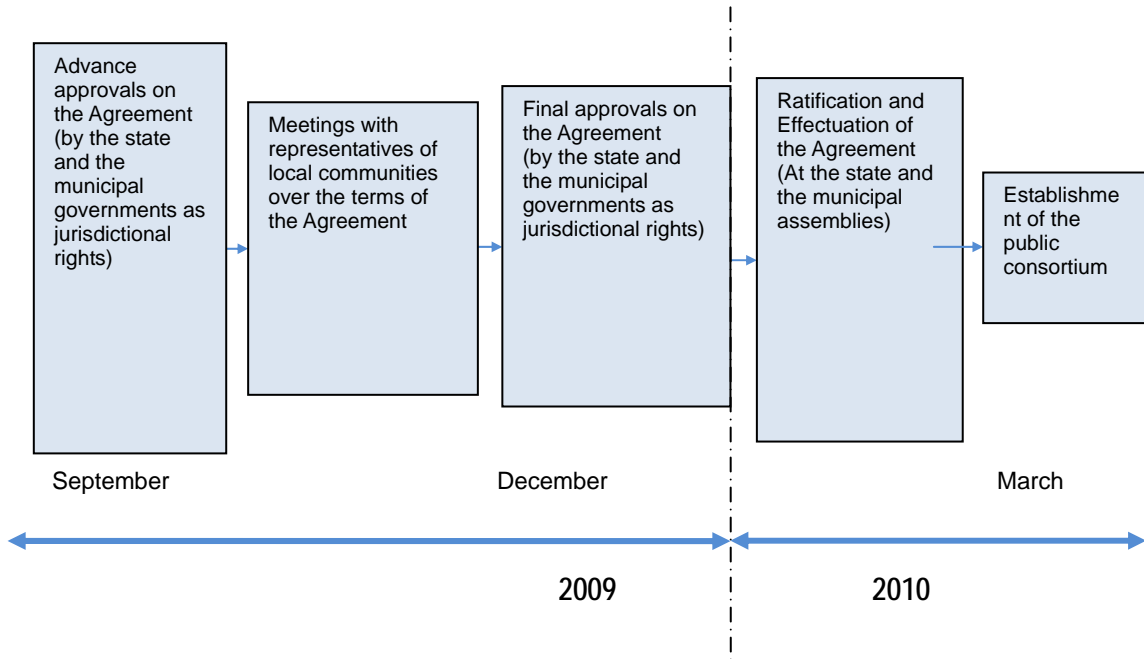 Advance
approvals on
the Agreement
(by the state
and the
municipal
governments as
jurisdictional
rights)
Meetings with
representatives of
local communities
over the terms of
the Agreement
Final approvals on
the Agreement
(by the state and
the municipal
governments as
jurisdictional rights)
Ratification and
Effectuation of
the Agreement
(At the state and
the municipal
assemblies)
Establishme
nt of the
public
consortium
September
December
March
2009
2010